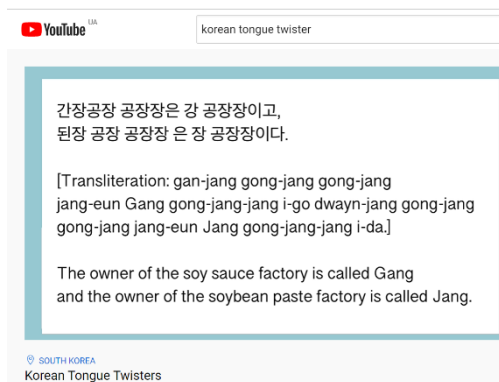 YouTube UA
korean tongue twister
간장공장 공장장은 강 공장장이고,
된장 공장 공장장 은 장 공장장이다.
[Transliteration: gan-jang gong-jang gong-jang
jang-eun Gang gong-jang-jang i-go dwayn-jang gong-jang
gong-jang jang-eun Jang gong-jang-jang i-da.]
The owner of the soy sauce factory is called Gang
and the owner of the soybean paste factory is called Jang.
SOUTH KOREA
Korean Tongue Twisters